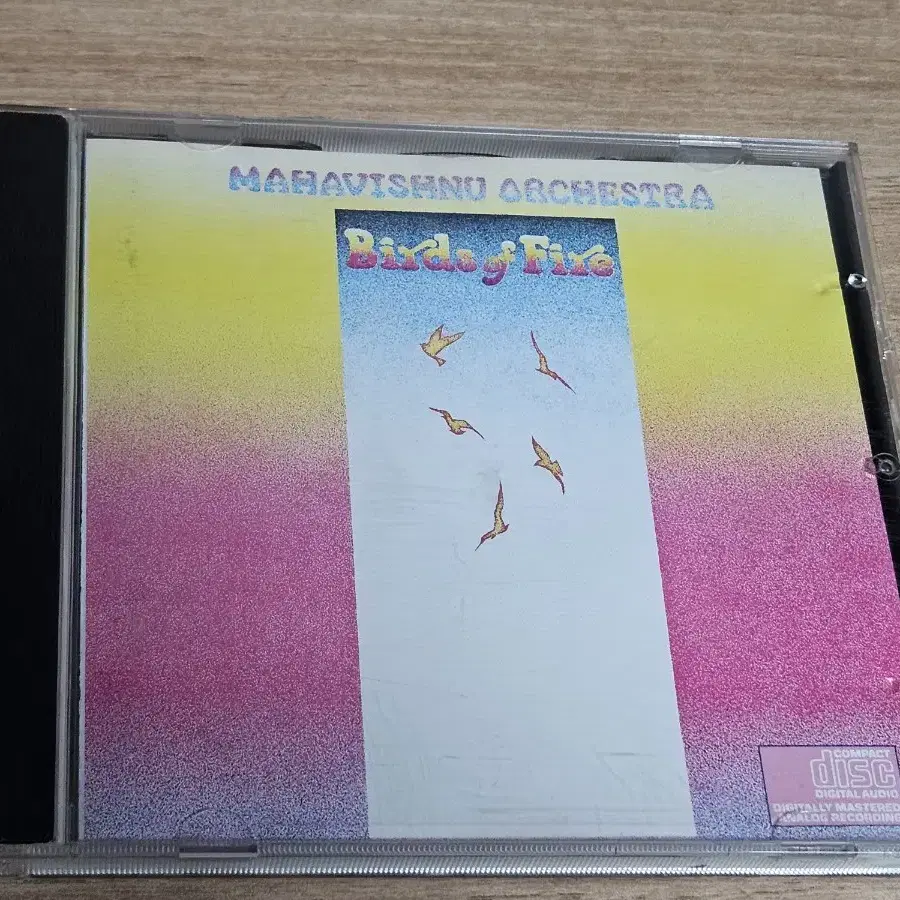 MAHAVISHNU ORCHESTRA
Birds of Fire
COMPACT
disc
DIGITAL AUDIO
DIGITALLY MASTERED
ANALOG RECORDING